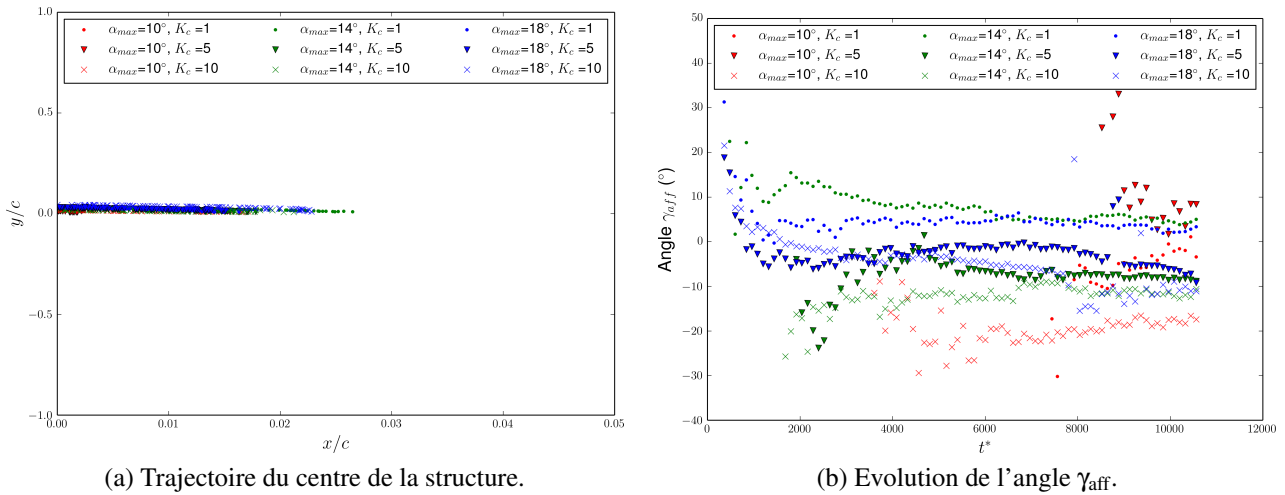 α_max=10°, K_c =1
α_max=10°, K_c =5
α_max=10°, K_c =10
α_max=14°, K_c =1
α_max=14°, K_c =5
α_max=14°, K_c =10
α_max=18°, K_c =1
α_max=18°, K_c =5
α_max=18°, K_c =10
1.0
0.5
0.0
−0.5
−1.0
y/c
0.00 0.01 0.02 0.03 0.04 0.05
x/c
(a) Trajectoire du centre de la structure.
α_max=10°, K_c =1
α_max=10°, K_c =5
α_max=10°, K_c =10
α_max=14°, K_c =1
α_max=14°, K_c =5
α_max=14°, K_c =10
α_max=18°, K_c =1
α_max=18°, K_c =5
α_max=18°, K_c =10
50
40
30
20
10
0
−10
−20
−30
−40
Angle γ_aff (°)
0 2000 4000 6000 8000 10000 12000
t*
(b) Evolution de l'angle γ_aff.